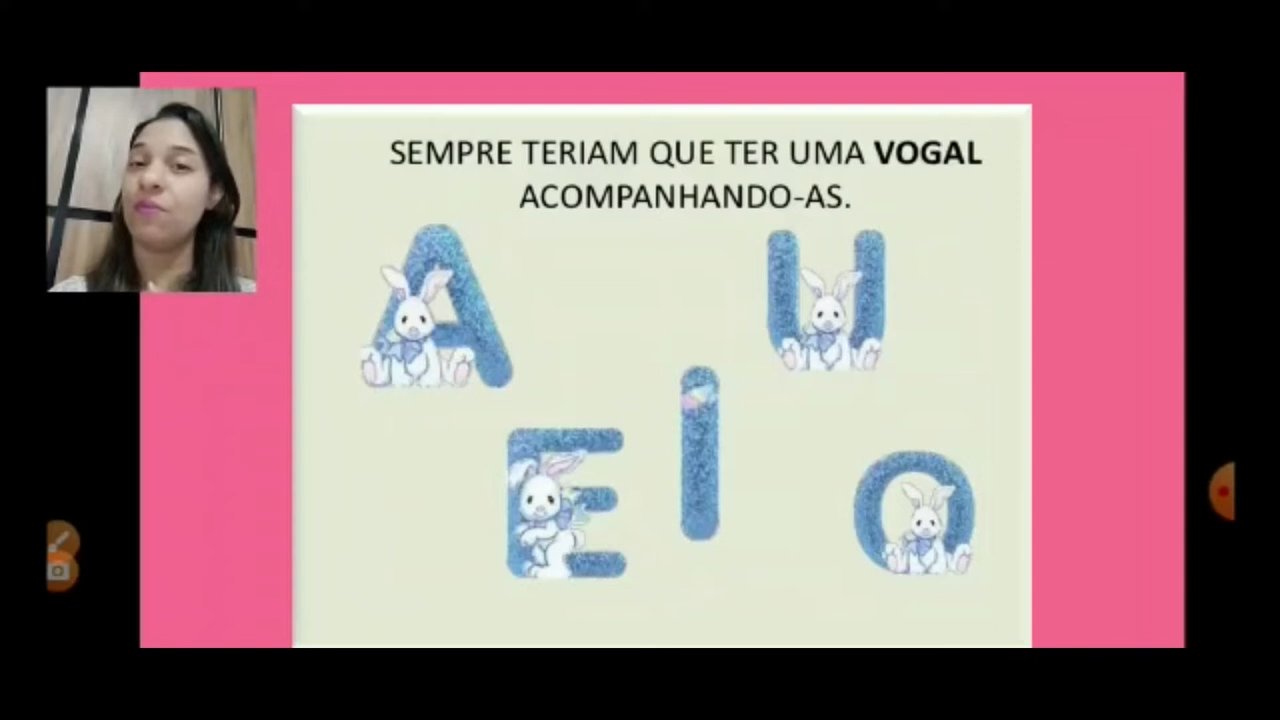 SEMPRE TERIAM QUE TER UMA VOGAL
ACOMPANHANDO-AS.
A U
I
E O